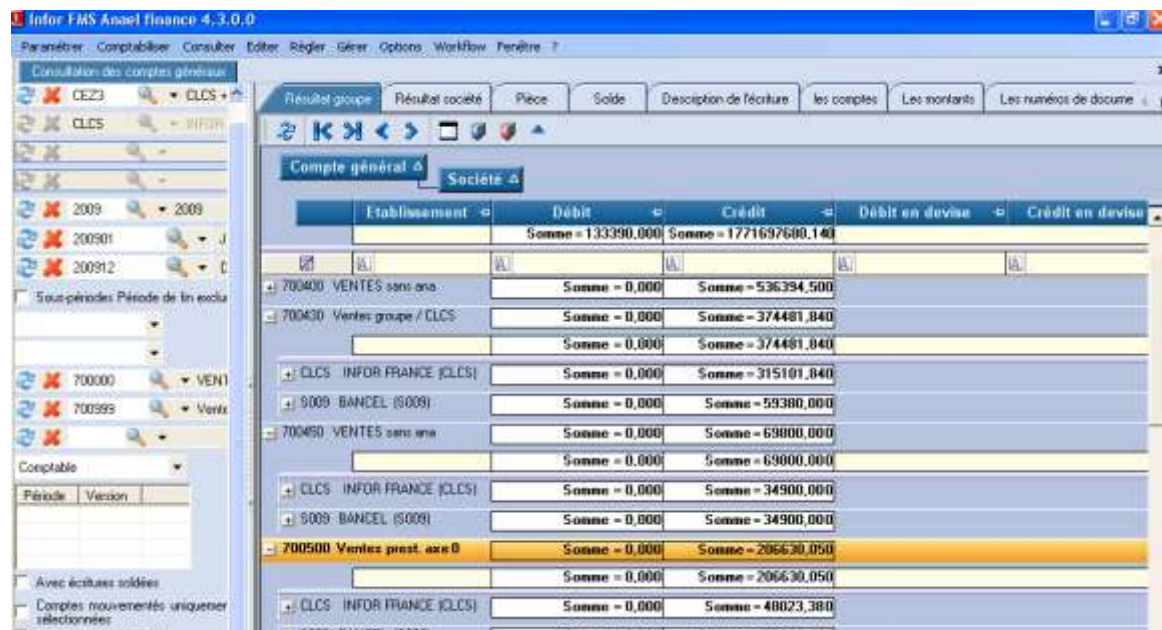 Infor FMS Anael finance 4.3.0.0
Paramétrer Comptabiliser Consulter Editer Régler Gérer Options Workflow Fenêtre ?
Consultation des comptes généraux
CEZ3 CLCS +
CLCS INFOR
2009 2009
200901 J
200912
Sous-périodes Période de fin exclu
700000 VENT
700999 Vente
Comptable
Période Version
Avec écritures soldées
Comptes mouvementés uniquemer
sélectionnées
Résultat groupe Résultat société Pièce Solde Description de l'écriture les comptes Les montants Les numéros de docume
Compte général
Société
Etablissement Débit Crédit Débit en devise Crédit en devise
Somme = 133390,000 Somme = 1771697600,140
700400 VENTES sans ana Somme = 0,000 Somme = 536394,500
700430 Ventes groupe / CLCS Somme = 0,000 Somme = 374481,840
Somme = 0,000 Somme = 374481,840
CLCS INFOR FRANCE (CLCS) Somme = 0,000 Somme = 315101,840
S009 BANCEL (S009) Somme = 0,000 Somme = 59380,000
700450 VENTES sans ana Somme = 0,000 Somme = 69800,000
Somme = 0,000 Somme = 69800,000
CLCS INFOR FRANCE (CLCS) Somme = 0,000 Somme = 34900,000
S009 BANCEL (S009) Somme = 0,000 Somme = 34900,000
700500 Ventes prest. axe 0 Somme = 0,000 Somme = 206630,050
Somme = 0,000 Somme = 206630,050
CLCS INFOR FRANCE (CLCS) Somme = 0,000 Somme = 48023,380